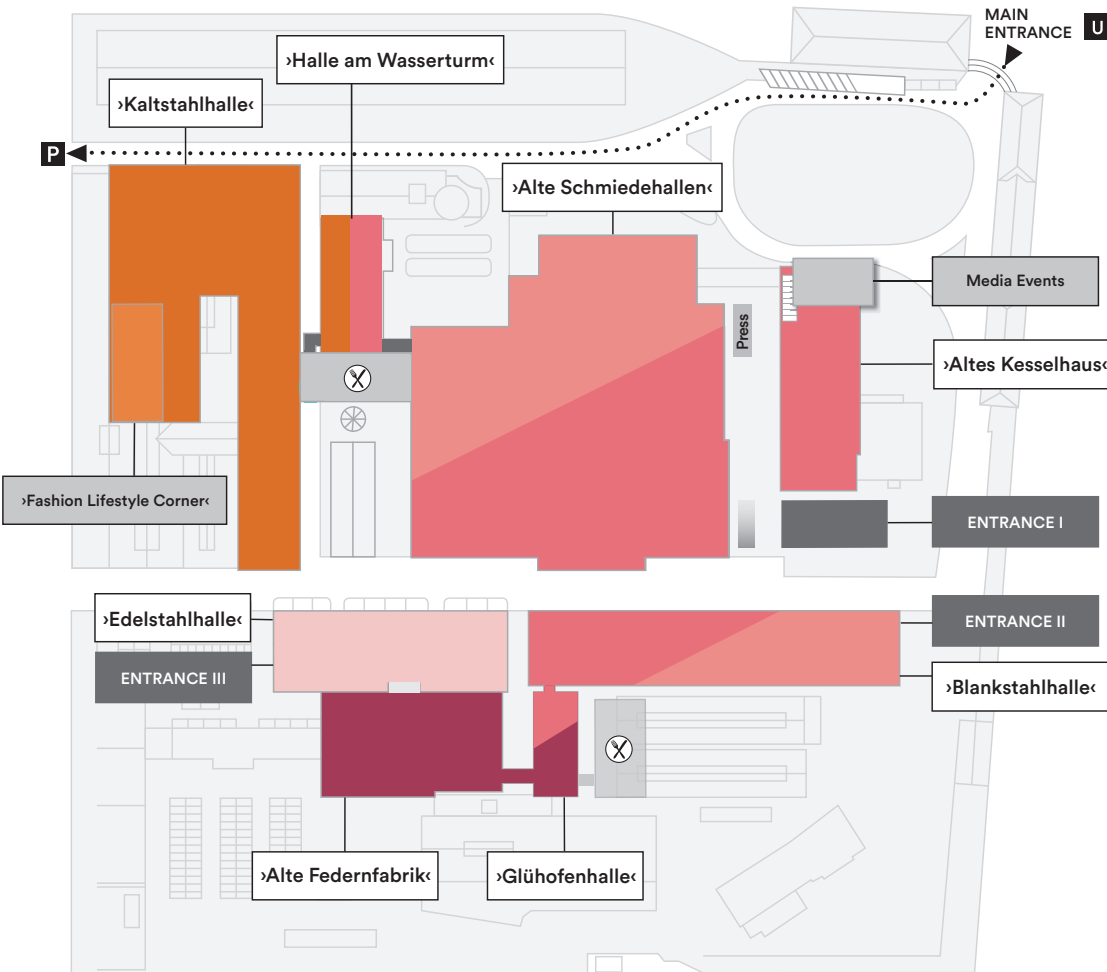 MAIN
ENTRANCE
U
›Halle am Wasserturm‹
›Kaltstahlhalle‹
P
›Alte Schmiedehallen‹
Media Events
Press
›Altes Kesselhaus‹
›Fashion Lifestyle Corner‹
ENTRANCE I
›Edelstahlhalle‹
ENTRANCE II
ENTRANCE III
›Blankstahlhalle‹
›Alte Federnfabrik‹
›Glühofenhalle‹